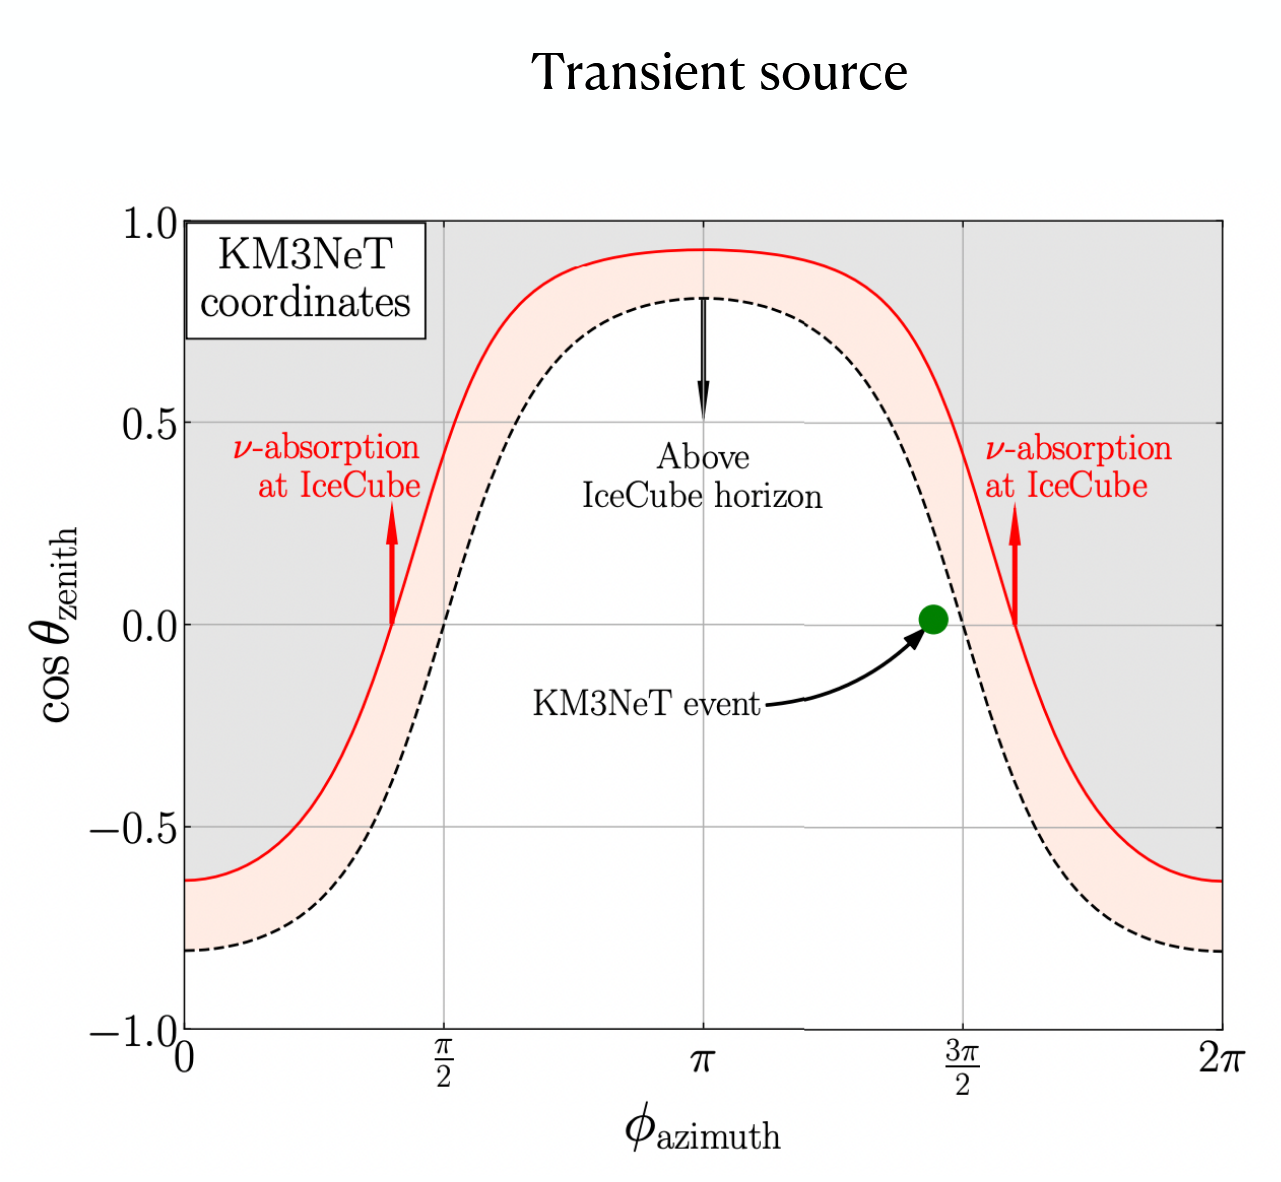 Transient source
KM3NeT
coordinates
1.0
0.5
0.0
−0.5
−1.0
cos θzenith
ν-absorption
at IceCube
Above
IceCube horizon
ν-absorption
at IceCube
KM3NeT event
0
π/2
π
3π/2
2π
ϕazimuth